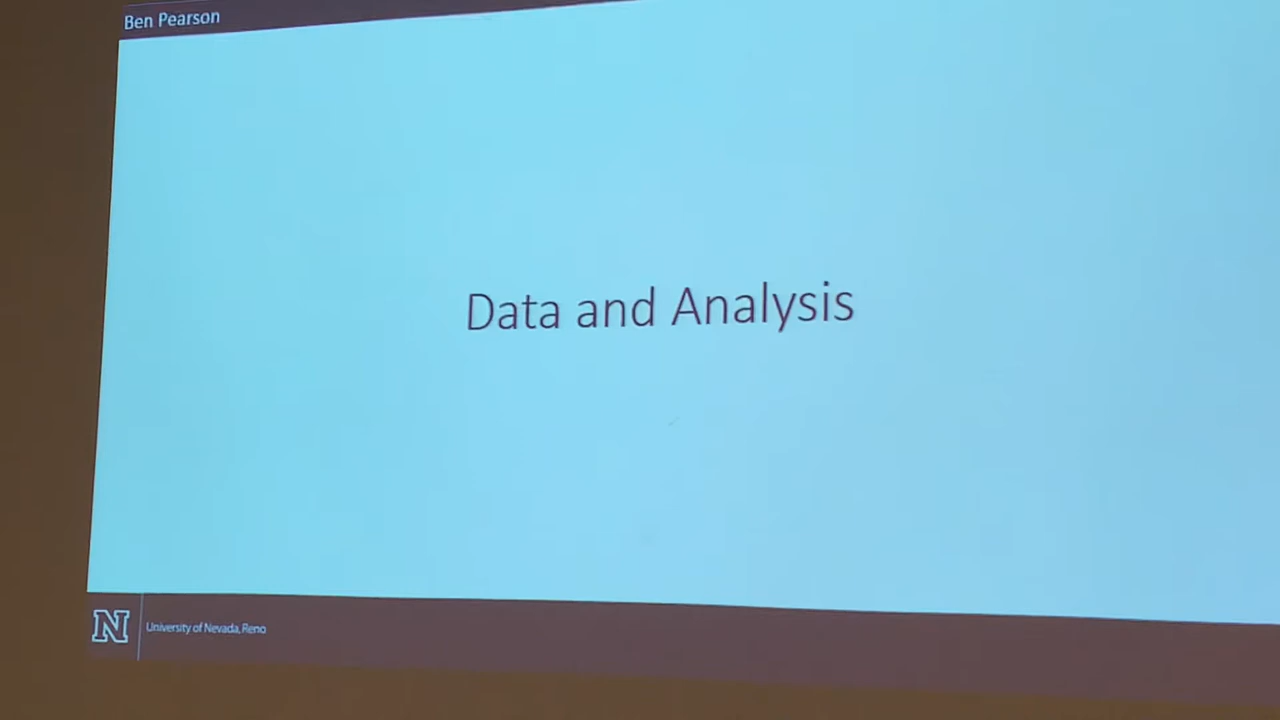 Ben Pearson
Data and Analysis
N
University of Nevada, Reno